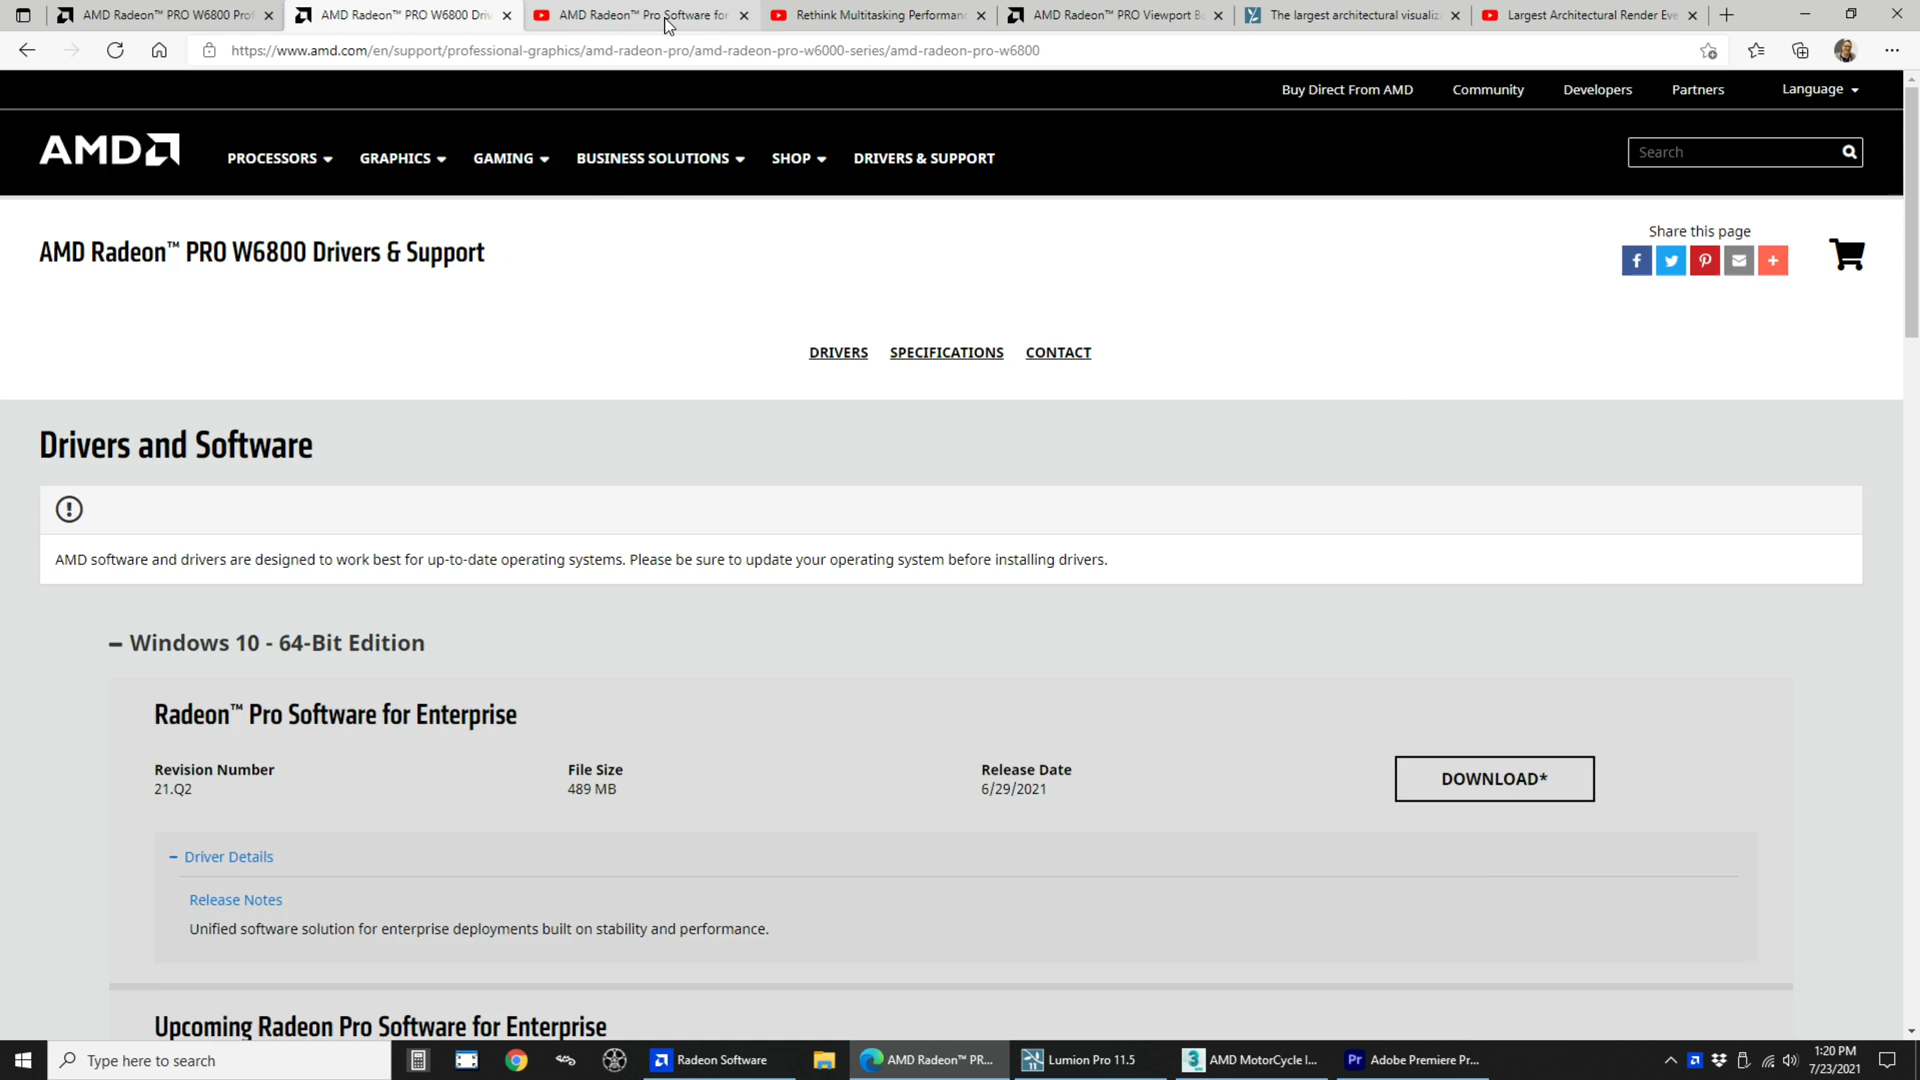 AMD Radeon™ PRO W6800 Prof
AMD Radeon™ PRO W6800 Driv
AMD Radeon™ Pro Software for
Rethink Multitasking Performanc
AMD Radeon™ PRO Viewport B
The largest architectural visualiz
Largest Architectural Render Eve
https://www.amd.com/en/support/professional-graphics/amd-radeon-pro/amd-radeon-pro-w6000-series/amd-radeon-pro-w6800
Buy Direct From AMD
Community
Developers
Partners
Language
AMD
PROCESSORS
GRAPHICS
GAMING
BUSINESS SOLUTIONS
SHOP
DRIVERS & SUPPORT
Search
AMD Radeon™ PRO W6800 Drivers & Support
Share this page
DRIVERS
SPECIFICATIONS
CONTACT
Drivers and Software
AMD software and drivers are designed to work best for up-to-date operating systems. Please be sure to update your operating system before installing drivers.
Windows 10 - 64-Bit Edition
Radeon™ Pro Software for Enterprise
Revision Number
21.Q2
File Size
489 MB
Release Date
6/29/2021
DOWNLOAD*
Driver Details
Release Notes
Unified software solution for enterprise deployments built on stability and performance.
Upcoming Radeon Pro Software for Enterprise
Type here to search
Radeon Software
AMD Radeon™ PR...
Lumion Pro 11.5
3
AMD MotorCycle I...
Pr
Adobe Premiere Pr...
1:20 PM
7/23/2021